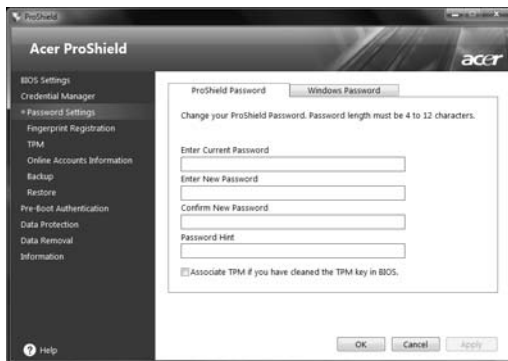 ProShield
Acer ProShield
acer
BIOS Settings
Credential Manager
Password Settings
Fingerprint Registration
TPM
Online Accounts Information
Backup
Restore
Pre-Boot Authentication
Data Protection
Data Removal
Information
Help
ProShield Password
Windows Password
Change your ProShield Password. Password length must be 4 to 12 characters.
Enter Current Password
Enter New Password
Confirm New Password
Password Hint
Associate TPM if you have cleaned the TPM key in BIOS.
OK
Cancel
Apply